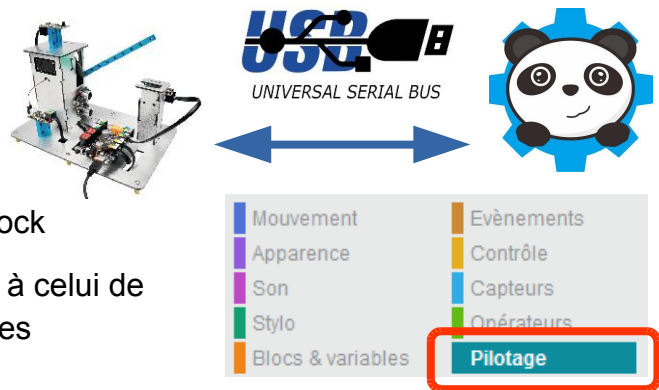 USB
UNIVERSAL SERIAL BUS
ock
à celui de
es
Mouvement
Evènements
Apparence
Contrôle
Son
Capteurs
Stylo
Opérateurs
Blocs & variables
Pilotage